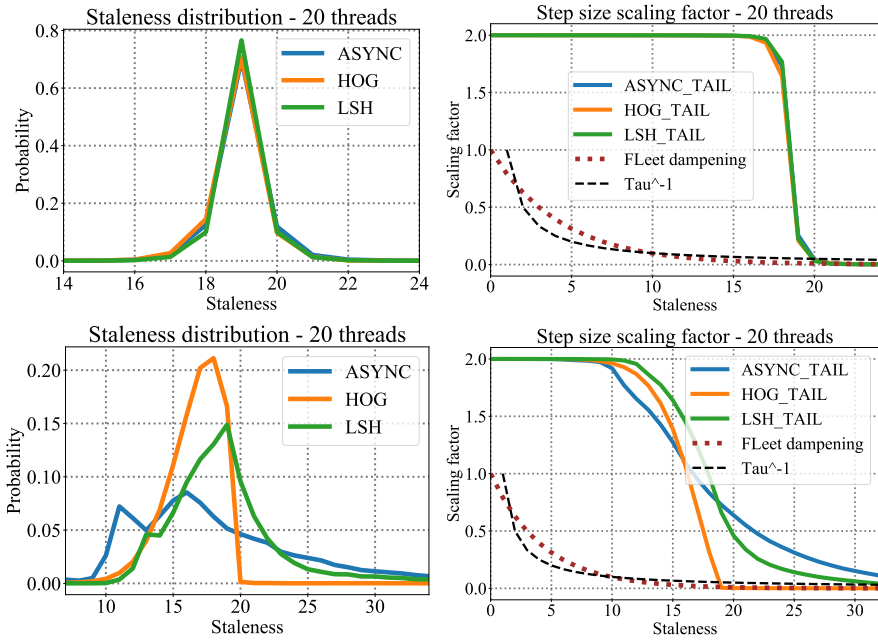 Staleness distribution - 20 threads
0.8
0.6
0.4
0.2
0.0
Probability
14
16
18
20
22
24
Staleness
ASYNC
HOG
LSH
Step size scaling factor - 20 threads
2.0
1.5
1.0
0.5
0.0
Scaling factor
0
5
10
15
20
Staleness
ASYNC_TAIL
HOG_TAIL
LSH_TAIL
FLeet dampening
Tau^-1
Staleness distribution - 20 threads
0.20
0.15
0.10
0.05
0.00
Probability
10
15
20
25
30
Staleness
ASYNC
HOG
LSH
Step size scaling factor - 20 threads
2.0
1.5
1.0
0.5
0.0
Scaling factor
0
5
10
15
20
25
30
Staleness
ASYNC_TAIL
HOG_TAIL
LSH_TAIL
FLeet dampening
Tau^-1